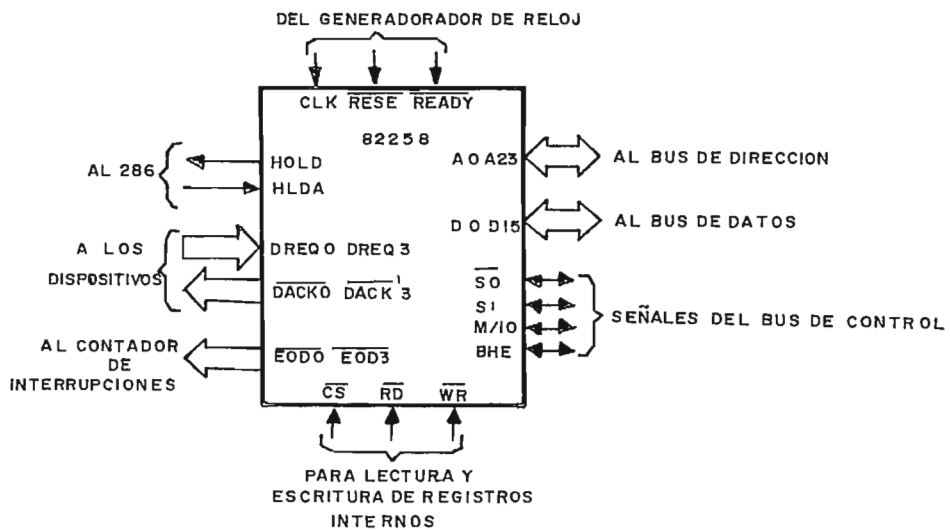 DEL GENERADORADOR DE RELOJ
CLK RESE READY
82258
AL 286
HOLD
HLDA
A0 A23
AL BUS DE DIRECCION
D0 D15
AL BUS DE DATOS
A LOS
DISPOSITIVOS
DREQ0 DREQ3
DACK0 DACK'3
S0
S1
M/IO
BHE
SEÑALES DEL BUS DE CONTROL
AL CONTADOR
DE
INTERRUPCIONES
EOD0 EOD3
CS RD WR
PARA LECTURA Y
ESCRITURA DE REGISTROS
INTERNOS